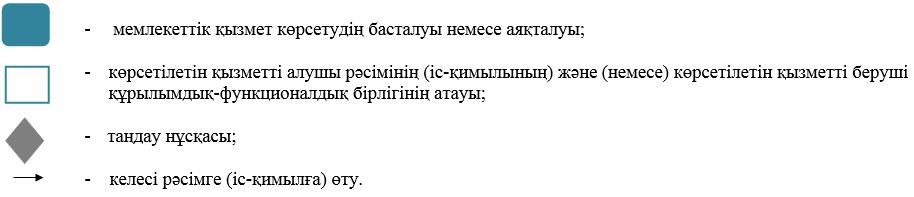 - мемлекеттік қызмет көрсетудің басталуы немесе аяқталуы;
- көрсетілетін қызметті алушы рәсімінің (іс-қимылының) және (немесе) көрсетілетін қызметті беруші
құрылымдық-функционалдық бірлігінің атауы;
- тандау нұсқасы;
- келесі рәсімге (іс-қимылға) өту.